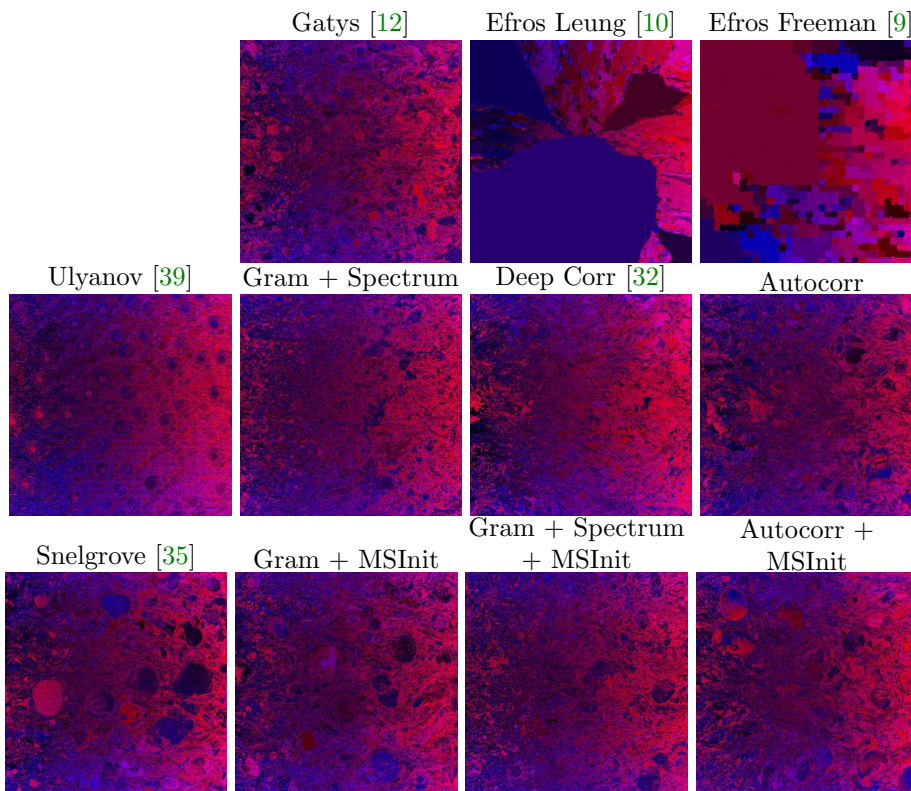 Gatys [12]
Efros Leung [10]
Efros Freeman [9]
Ulyanov [39]
Gram + Spectrum
Deep Corr [32]
Autocorr
Snelgrove [35]
Gram + MSInit
Gram + Spectrum
+ MSInit
Autocorr +
MSInit